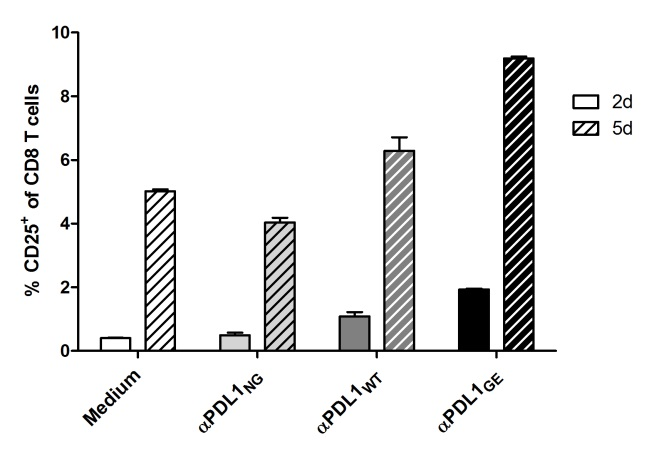 10
8
6
4
2
0
% CD25⁺ of CD8 T cells
2d
5d
Medium
αPDL1NG
αPDL1WT
αPDL1GE